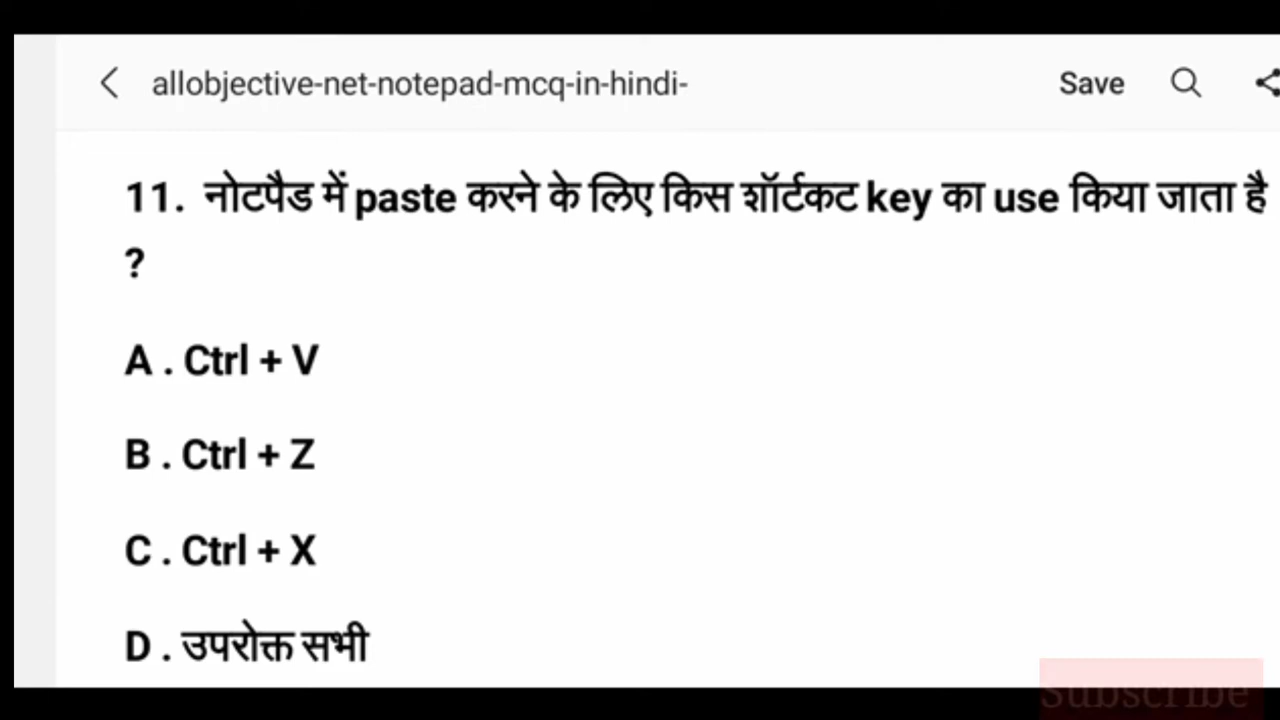 allobjective-net-notepad-mcq-in-hindi-
Save
11. नोटपैड में paste करने के लिए किस शॉर्टकट key का use किया जाता है
?
A . Ctrl + V
B . Ctrl + Z
C . Ctrl + X
D . उपरोक्त सभी
Subscribe